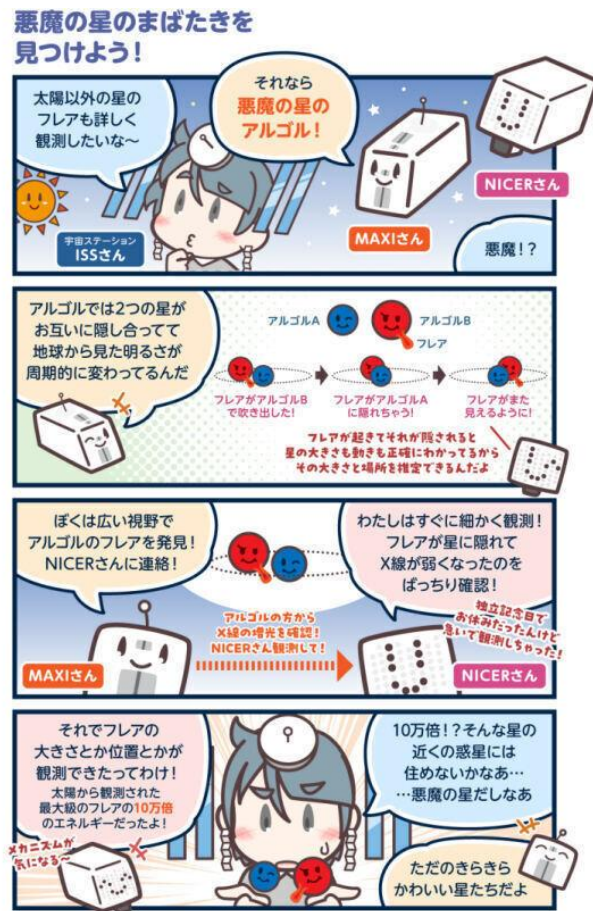 悪魔の星のまばたきを
見つけよう！
太陽以外の星の
フレアも詳しく
観測したいな～
それなら
悪魔の星の
アルゴル！
NICERさん
宇宙ステーション
ISSさん
MAXIさん
悪魔！？
アルゴルでは2つの星が
お互いに隠し合ってて
地球から見た明るさが
周期的に変わってるんだ
アルゴルA
アルゴルB
フレア
フレアがアルゴルB
で吹き出した！
フレアがアルゴルA
に隠れちゃう！
フレアがまた
見えるように！
フレアが起きてそれが隠されると
星の大きさも動きも正確にわかってるから
その大きさと場所を推定できるんだよ
ぼくは広い視野で
アルゴルのフレアを発見！
NICERさんに連絡！
わたしはすぐに細かく観測！
フレアが星に隠れて
X線が弱くなったのを
ばっちり確認！
アルゴルの方から
X線の増光を確認！
NICERさん観測して！
独立記念日で
お休みだったんけど
急いで観測しちゃった！
MAXIさん
NICERさん
それでフレアの
大きさとか位置とかが
観測できたってわけ！
太陽から観測された
最大級のフレアの10万倍
のエネルギーだったよ！
メカニズムが
気になる～
10万倍！？そんな星の
近くの惑星には
住めないかなあ…
…悪魔の星だしなあ
ただのきらきら
かわいい星たちだよ